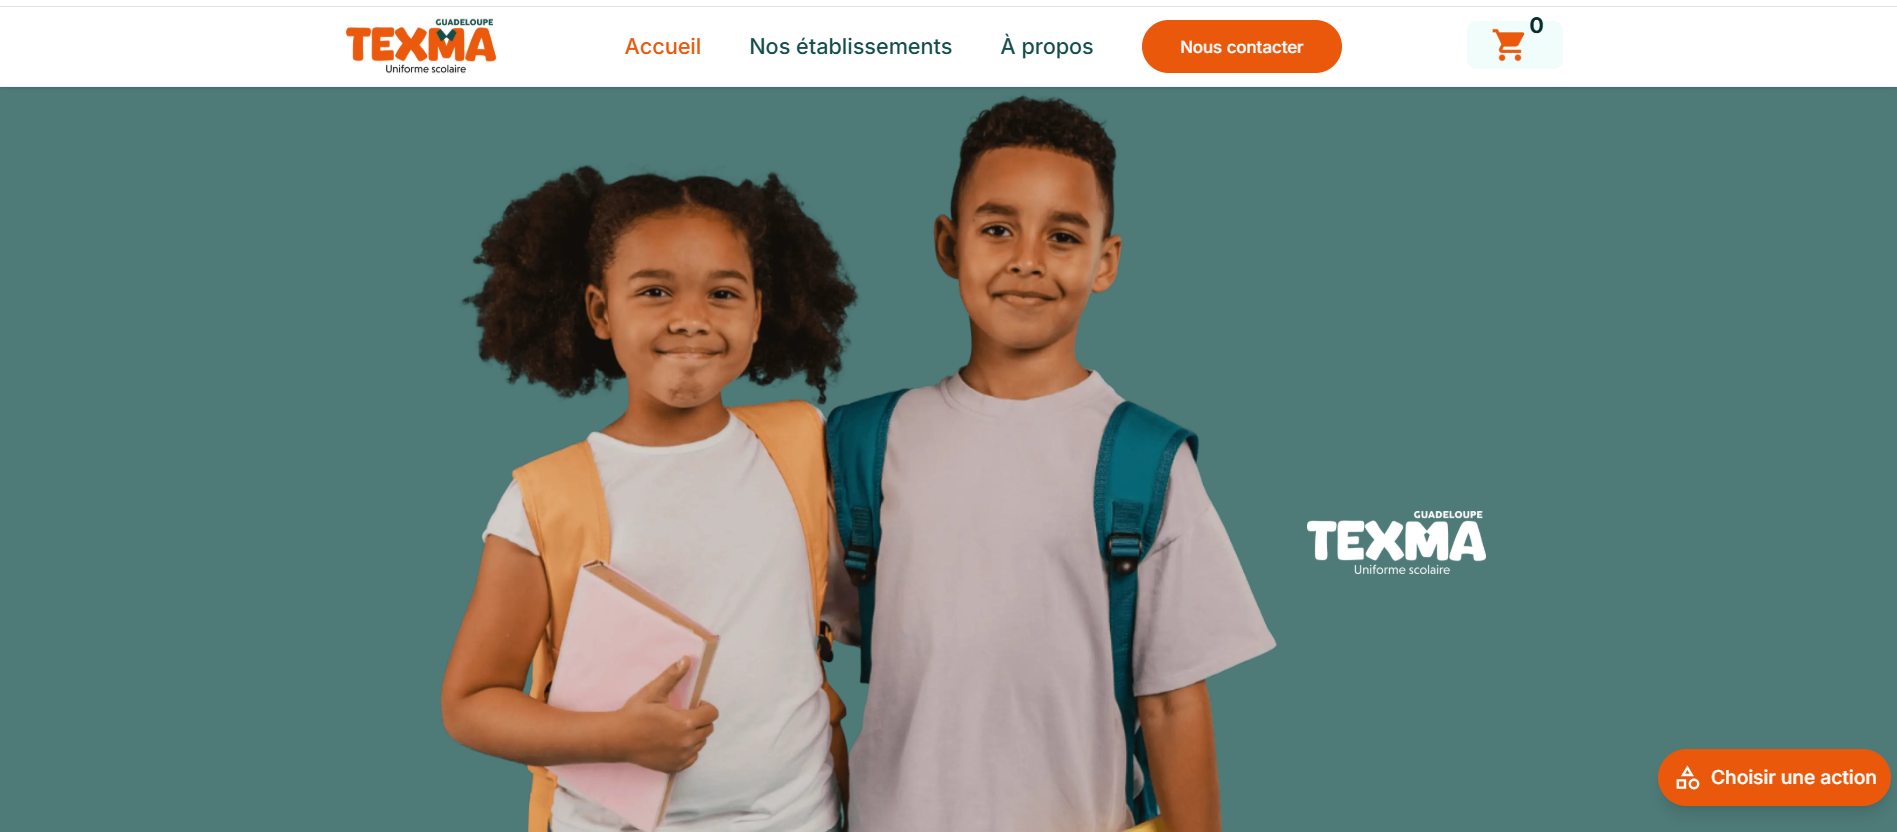 GUADELOUPE
TEXMA
Uniforme scolaire
Accueil
Nos établissements
À propos
Nous contacter
0
GUADELOUPE
TEXMA
Uniforme scolaire
Choisir une action